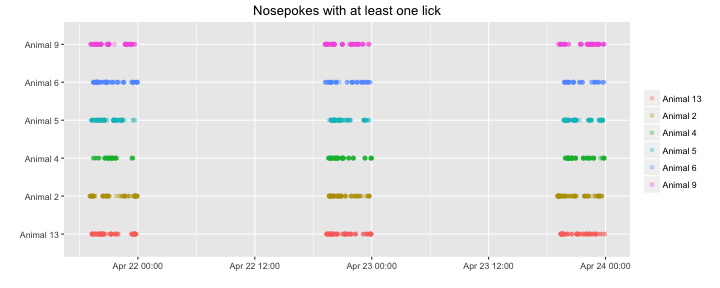 Nosepokes with at least one lick
Animal 9
Animal 6
Animal 5
Animal 4
Animal 2
Animal 13
Apr 22 00:00
Apr 22 12:00
Apr 23 00:00
Apr 23 12:00
Apr 24 00:00
Animal 13
Animal 2
Animal 4
Animal 5
Animal 6
Animal 9